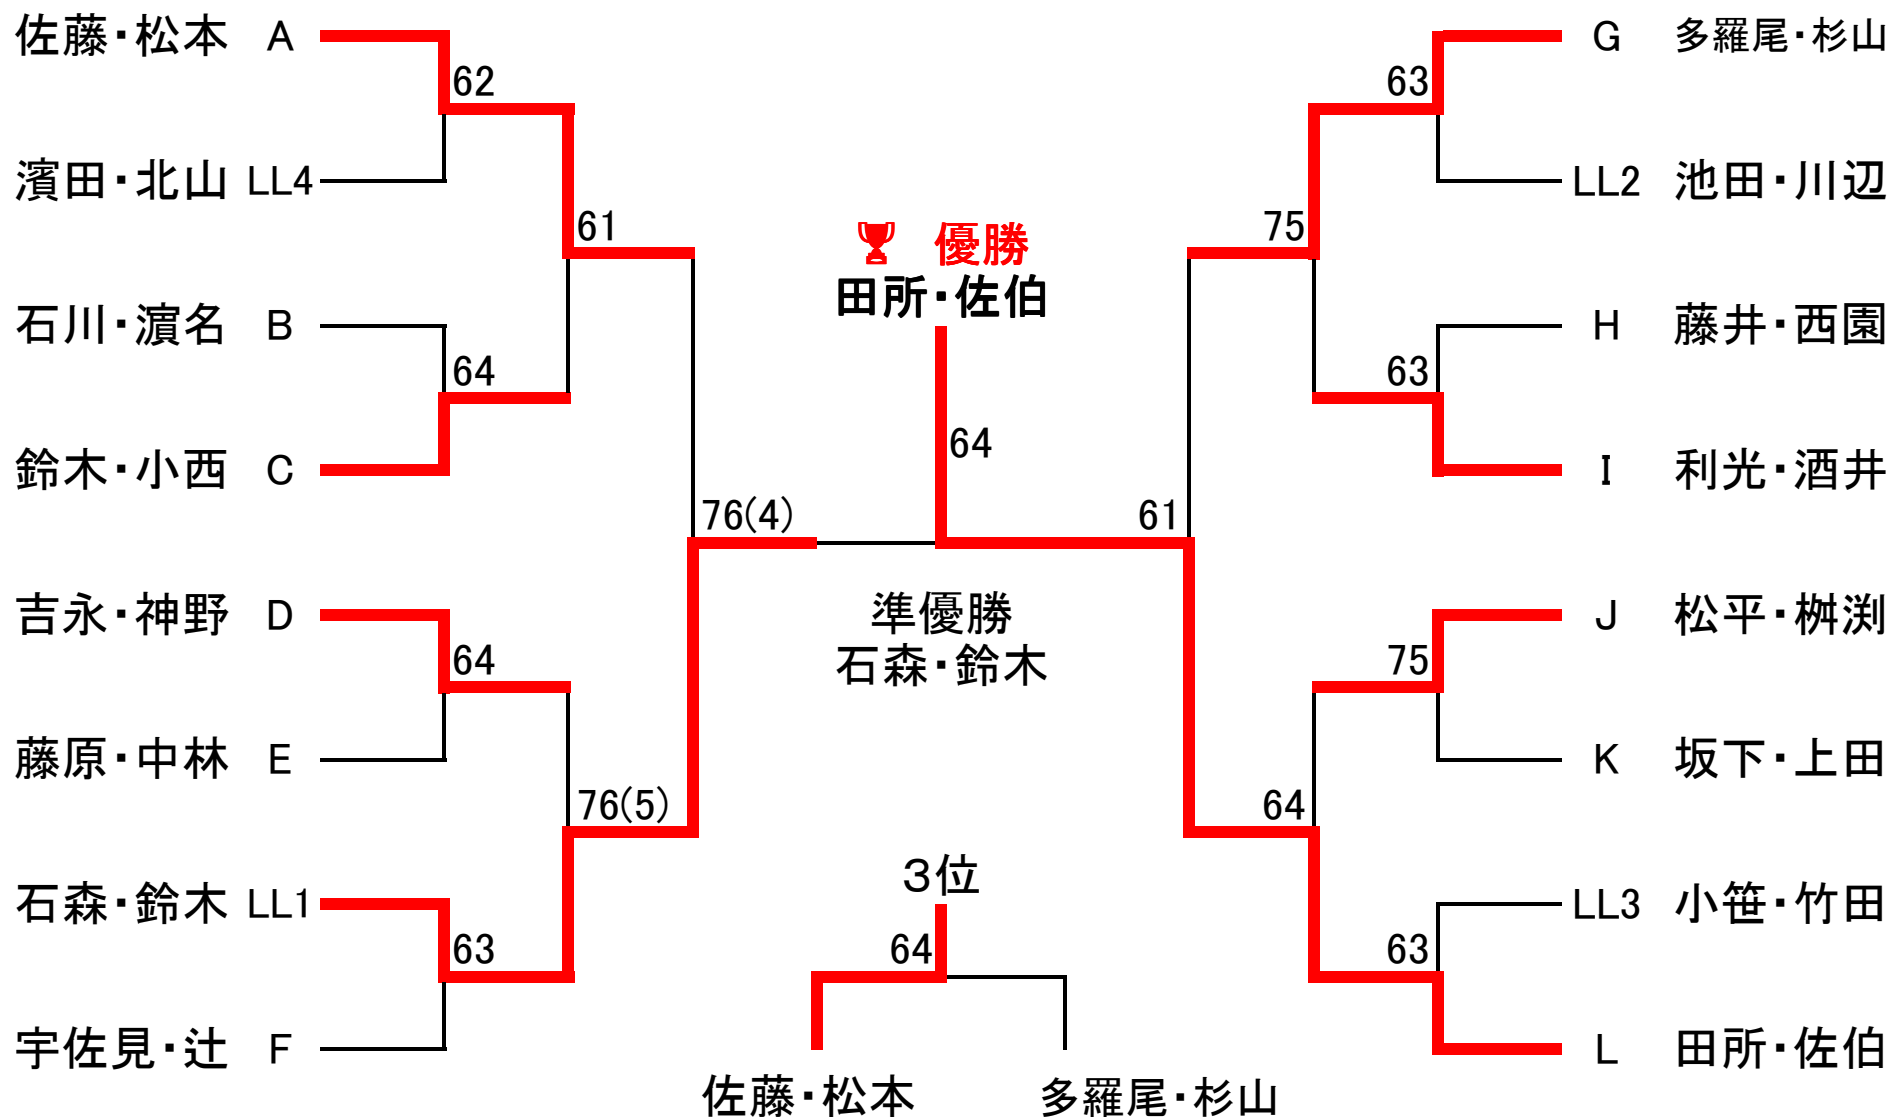 佐藤・松本 A
62
濱田・北山 LL4
61
石川・濵名 B
64
鈴木・小西 C
76(4)
吉永・神野 D
64
藤原・中林 E
76(5)
石森・鈴木 LL1
63
宇佐見・辻 F
優勝
田所・佐伯
64
準優勝
石森・鈴木
3位
64
佐藤・松本 多羅尾・杉山
G 多羅尾・杉山
63
LL2 池田・川辺
75
H 藤井・西園
63
I 利光・酒井
61
J 松平・桝渕
75
K 坂下・上田
64
LL3 小笹・竹田
63
L 田所・佐伯